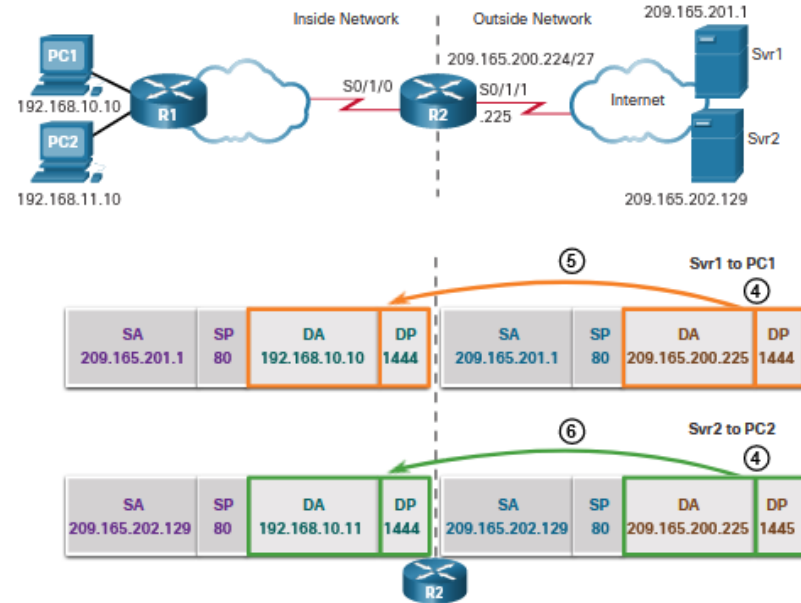 Inside Network
Outside Network
209.165.201.1
PC1
192.168.10.10
PC2
192.168.11.10
R1
S0/1/0
R2
209.165.200.224/27
S0/1/1
.225
Internet
Svr1
Svr2
209.165.202.129
5
Svr1 to PC1
4
SA SP DA DP SA SP DA DP
209.165.201.1 80 192.168.10.10 1444 209.165.201.1 80 209.165.200.225 1444
6
Svr2 to PC2
4
SA SP DA DP SA SP DA DP
209.165.202.129 80 192.168.10.11 1444 209.165.202.129 80 209.165.200.225 1445
R2